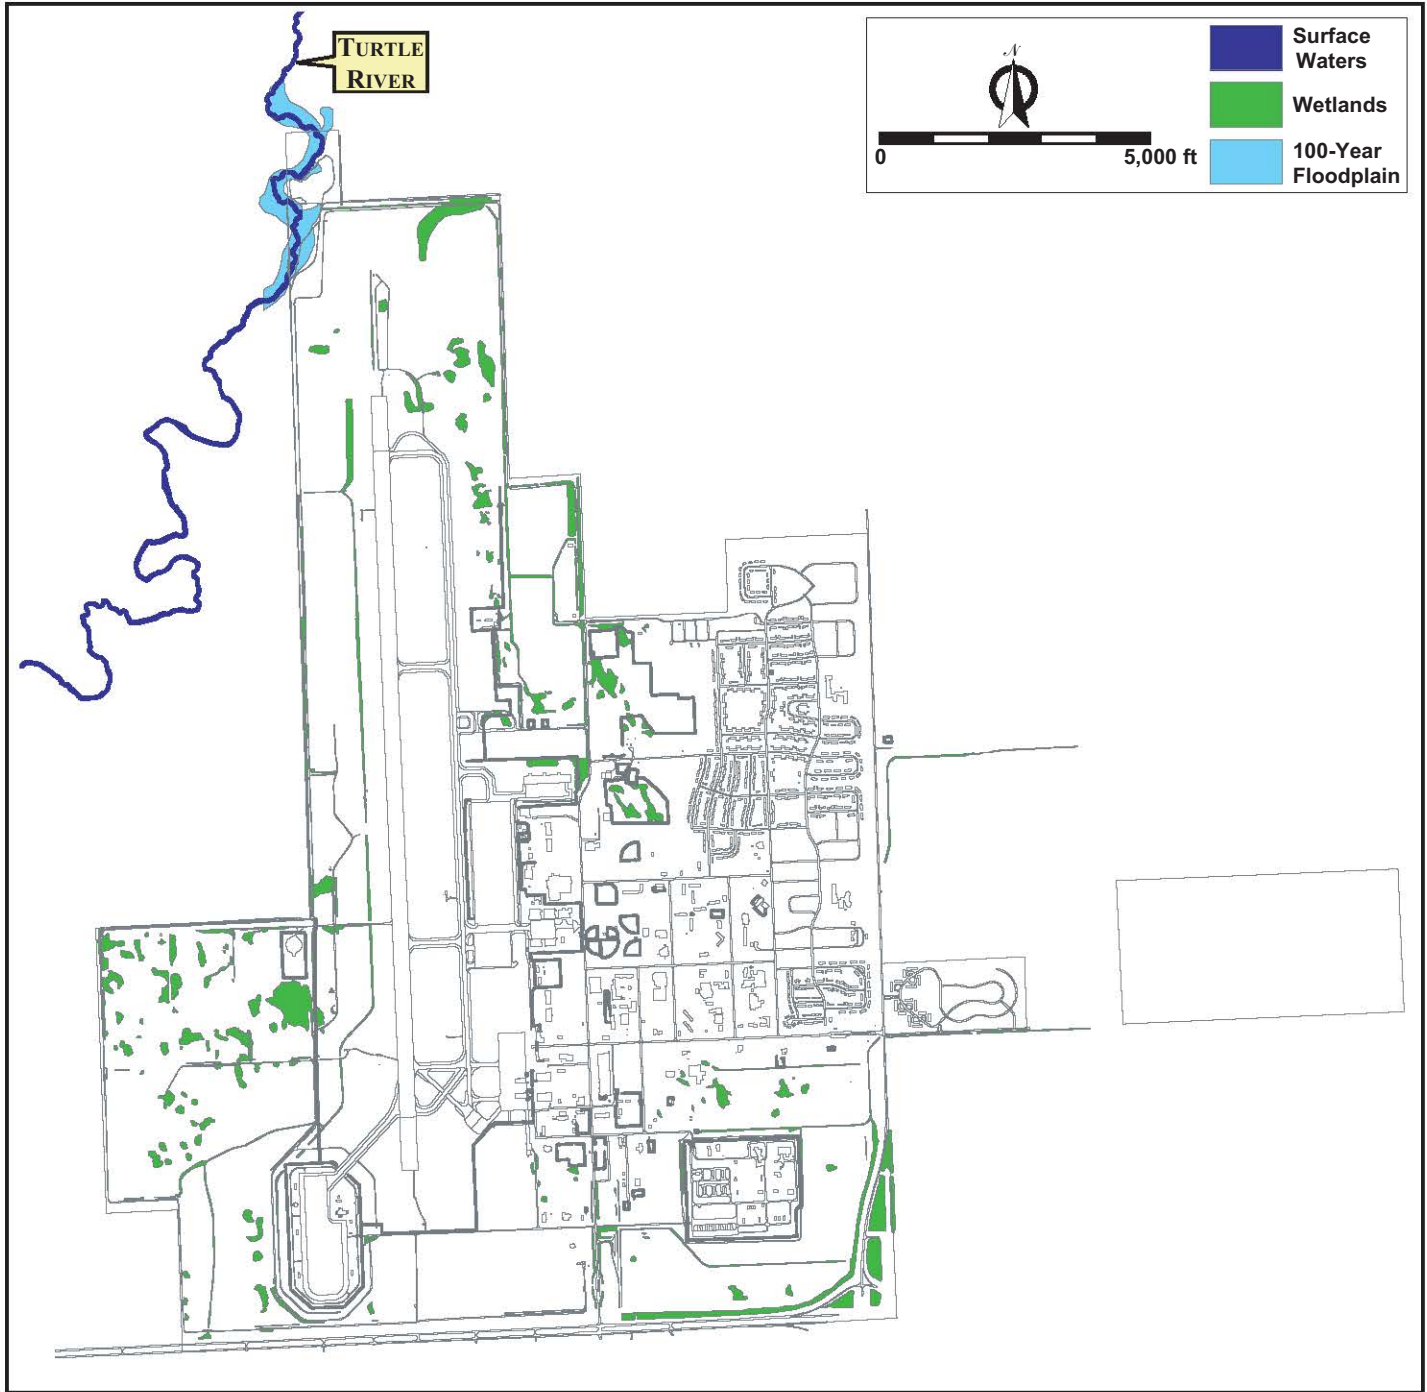 TURTLE
RIVER
N
0
5,000 ft
Surface
Waters
Wetlands
100-Year
Floodplain